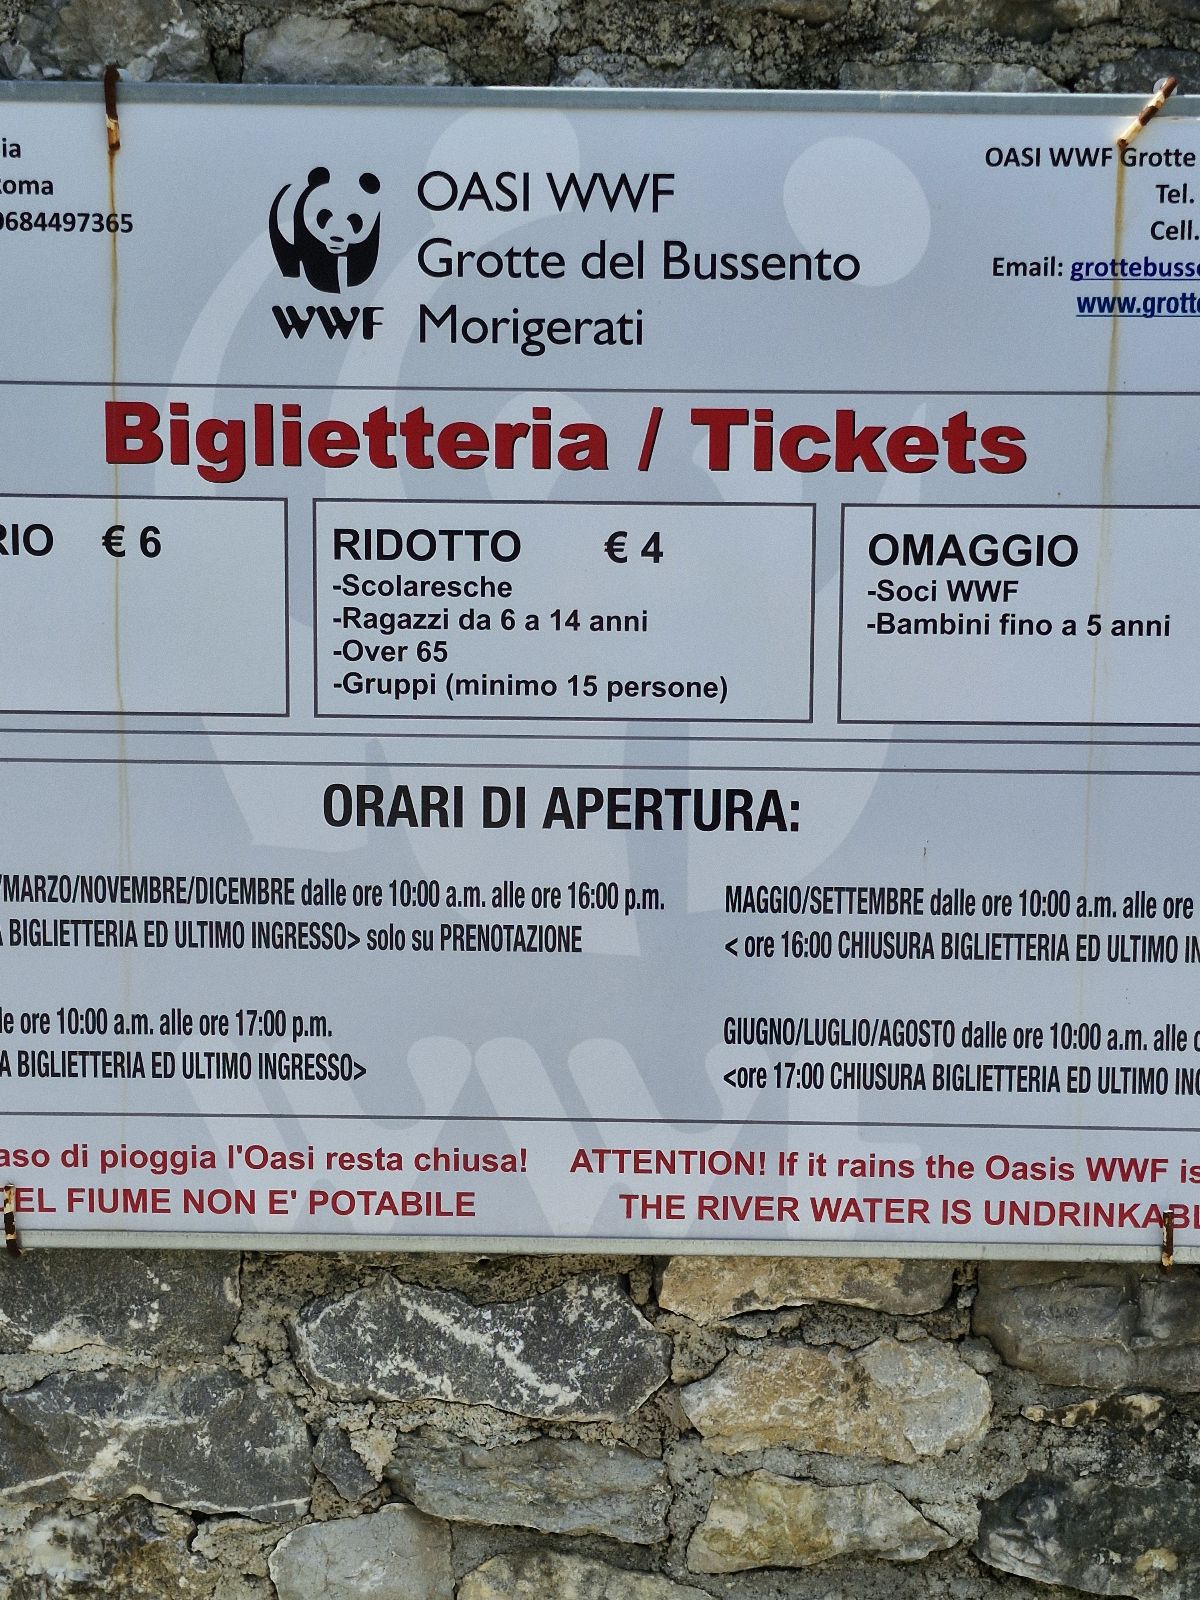 0684497365
OASI WWF
Grotte del Bussento
Morigerati
WWF
OASI WWF Grotte
Tel.
Cell.
Email:
Biglietteria / Tickets
€ 6
RIDOTTO € 4
-Scolaresche
-Ragazzi da 6 a 14 anni
-Over 65
-Gruppi (minimo 15 persone)
OMAGGIO
-Soci WWF
-Bambini fino a 5 anni
ORARI DI APERTURA:
/MARZO/NOVEMBRE/DICEMBRE dalle ore 10:00 a.m. alle ore 16:00 p.m.
BIGLIETTERIA ED ULTIMO INGRESSO> solo su PRENOTAZIONE
ore 10:00 a.m. alle ore 17:00 p.m.
BIGLIETTERIA ED ULTIMO INGRESSO>
MAGGIO/SETTEMBRE dalle ore 10:00 a.m. alle ore
< ore 16:00 CHIUSURA BIGLIETTERIA ED ULTIMO
GIUGNO/LUGLIO/AGOSTO dalle ore 10:00 a.m. alle
<ore 17:00 CHIUSURA BIGLIETTERIA ED ULTIMO
di pioggia l'Oasi resta chiusa!
FIUME NON E' POTABILE
ATTENTION! If it rains the Oasis WWF is
THE RIVER WATER IS